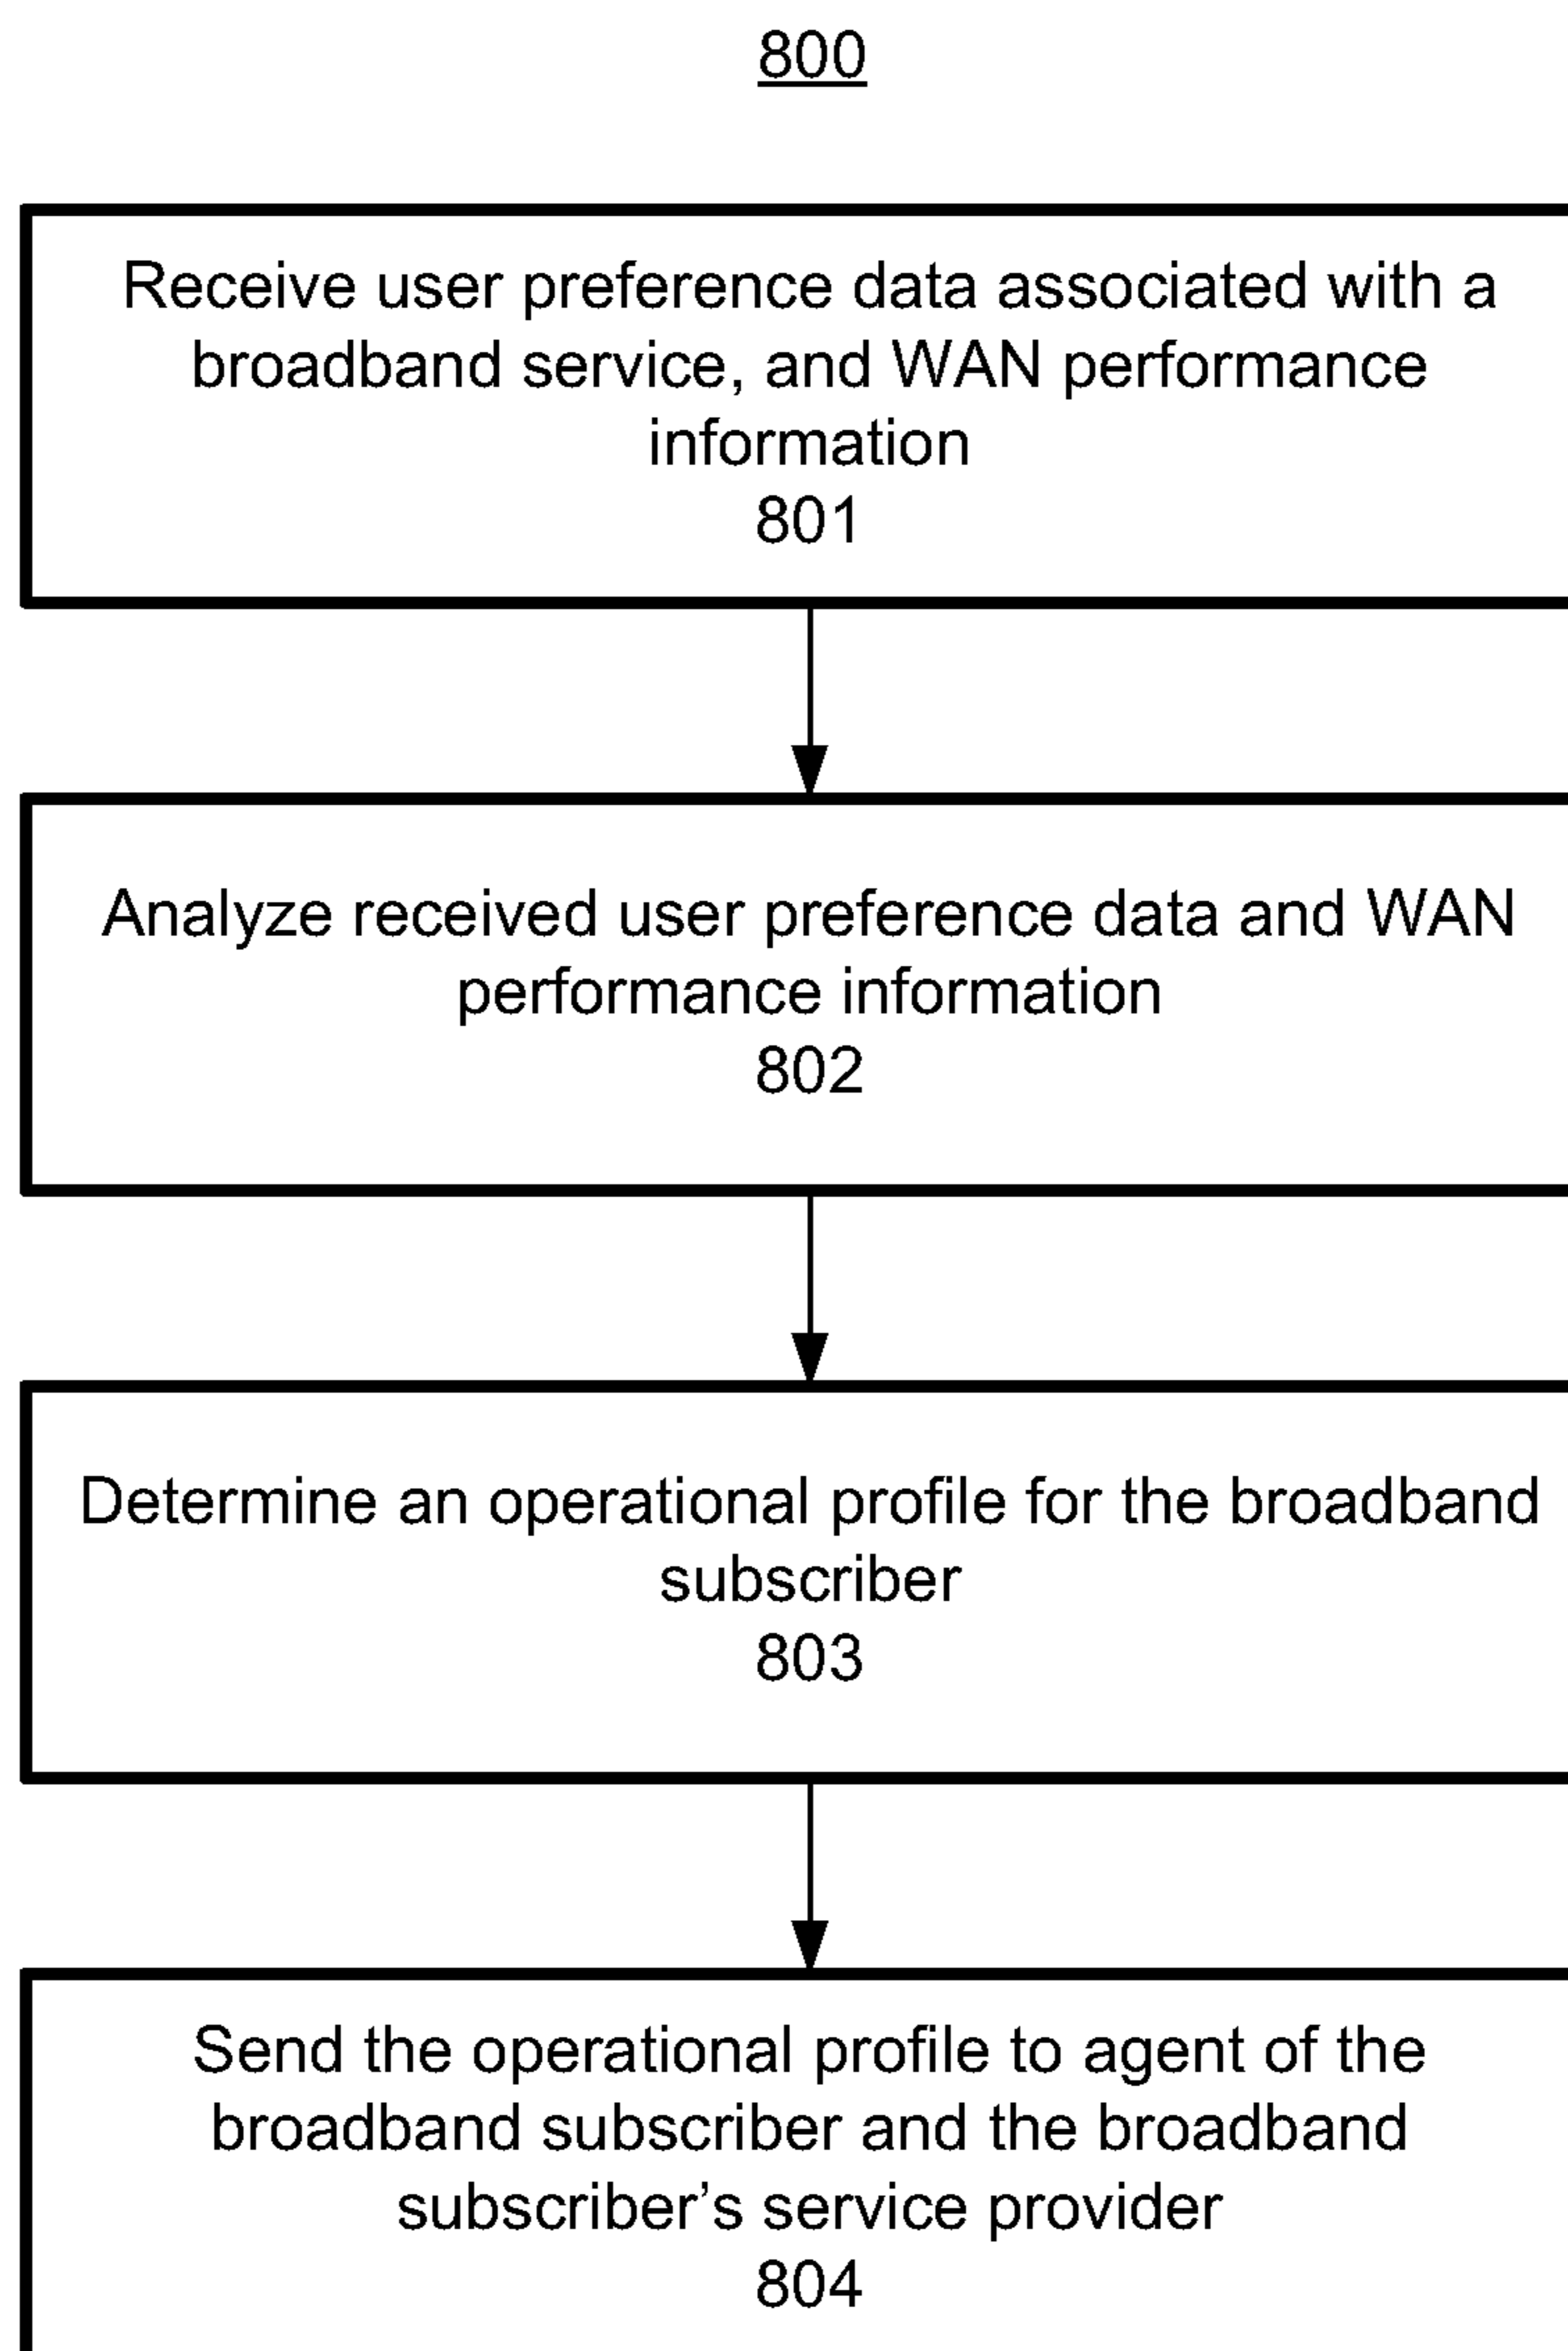 800
Receive user preference data associated with a
broadband service, and WAN performance
information
801
Analyze received user preference data and WAN
performance information
802
Determine an operational profile for the broadband
subscriber
803
Send the operational profile to agent of the
broadband subscriber and the broadband
subscriber’s service provider
804